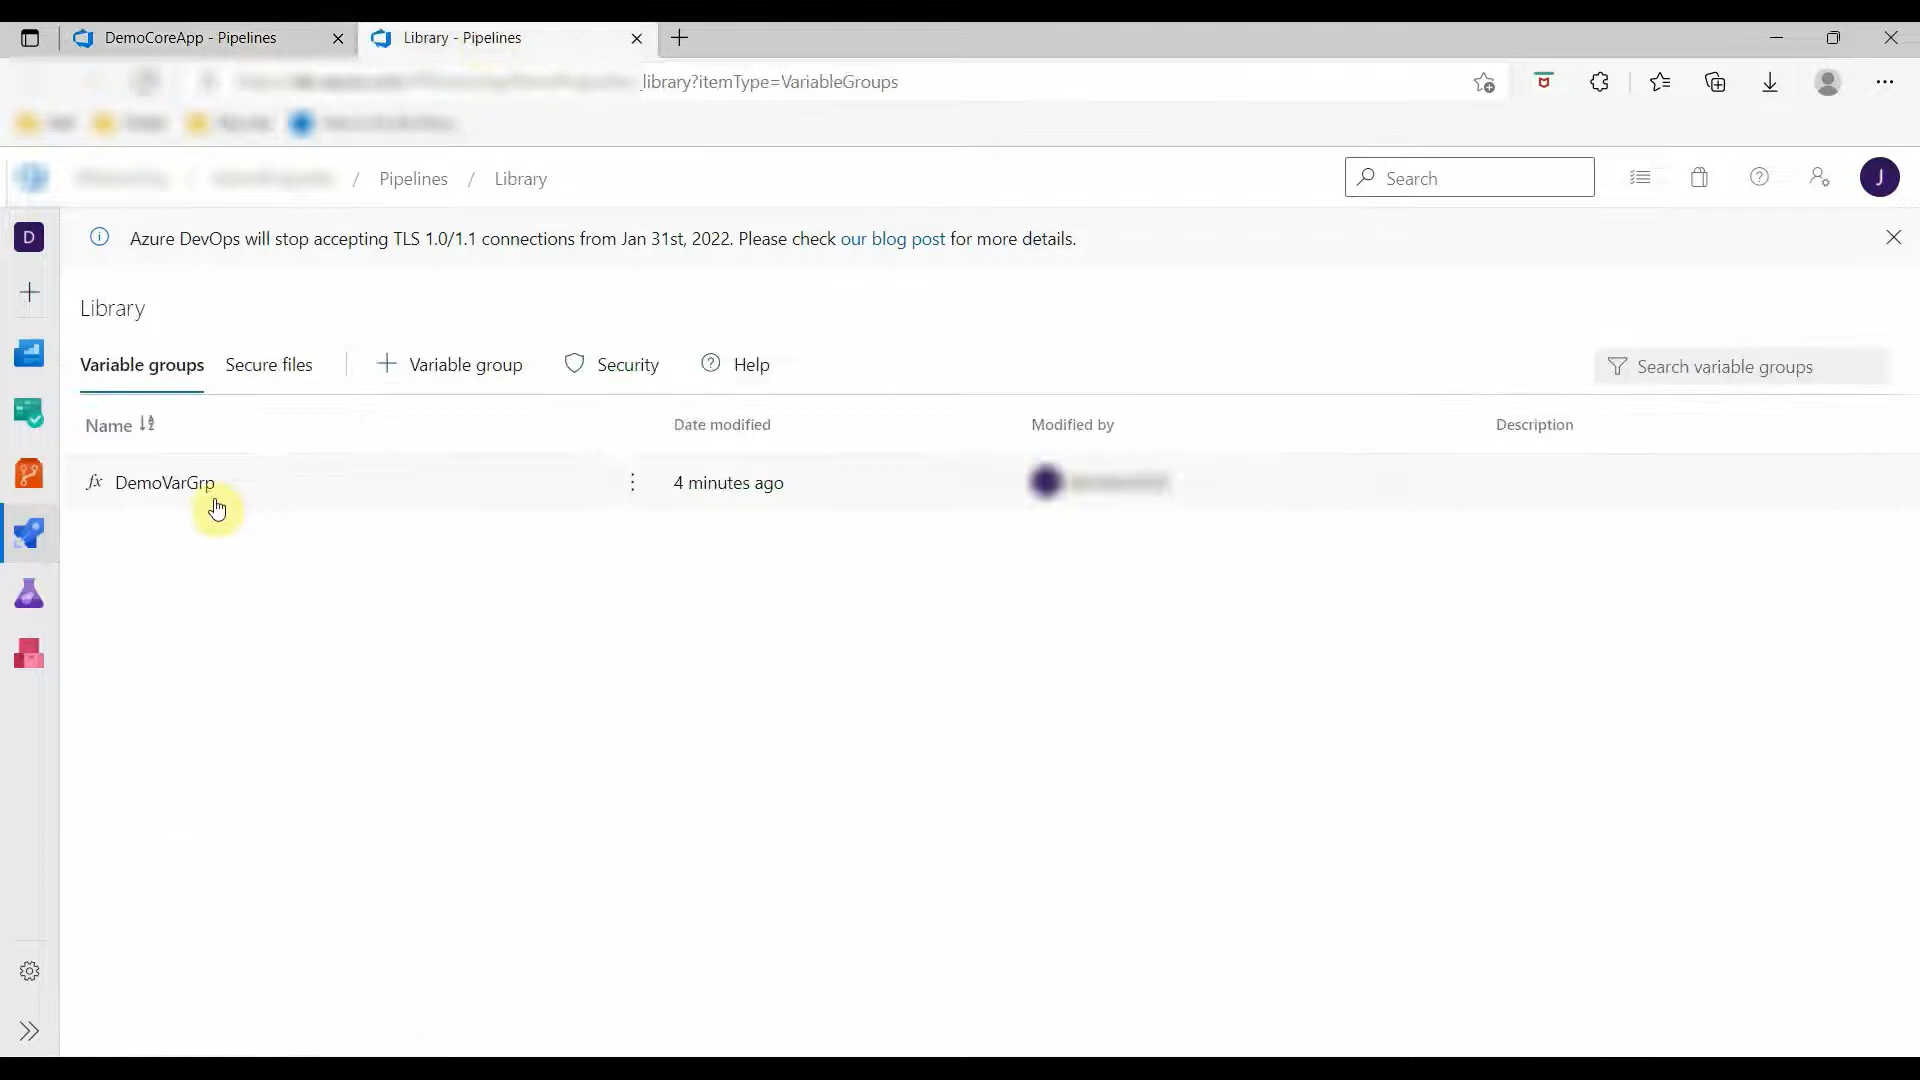 DemoCoreApp - Pipelines
Library - Pipelines
_library?itemType=VariableGroups
/ Pipelines / Library
Search
J
D
Azure DevOps will stop accepting TLS 1.0/1.1 connections from Jan 31st, 2022. Please check our blog post for more details.
Library
Variable groups Secure files Variable group Security Help
Search variable groups
Name Date modified Modified by Description
fx DemoVarGrp 4 minutes ago